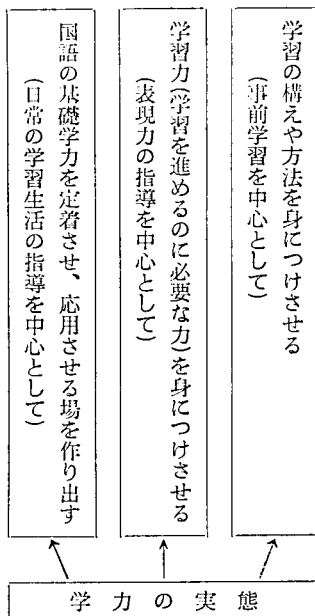 学習の構えや方法を身につけさせる
(事前学習を中心として)
学習力(学習を進めるのに必要な力)を身につけさせる
(表現力の指導を中心として)
国語の基礎学力を定着させ、応用させる場を作り出す
(日常の学習生活の指導を中心として)
学力の実態